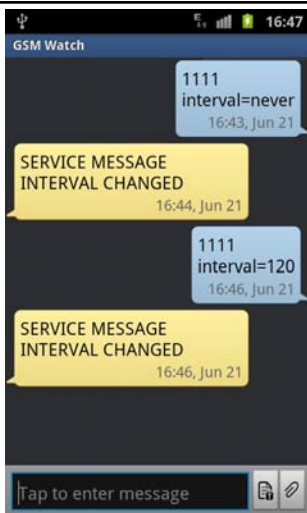 16:47
GSM Watch
1111
interval=never
16:43, Jun 21
SERVICE MESSAGE
INTERVAL CHANGED
16:44, Jun 21
1111
interval=120
16:46, Jun 21
SERVICE MESSAGE
INTERVAL CHANGED
16:46, Jun 21
Tap to enter message